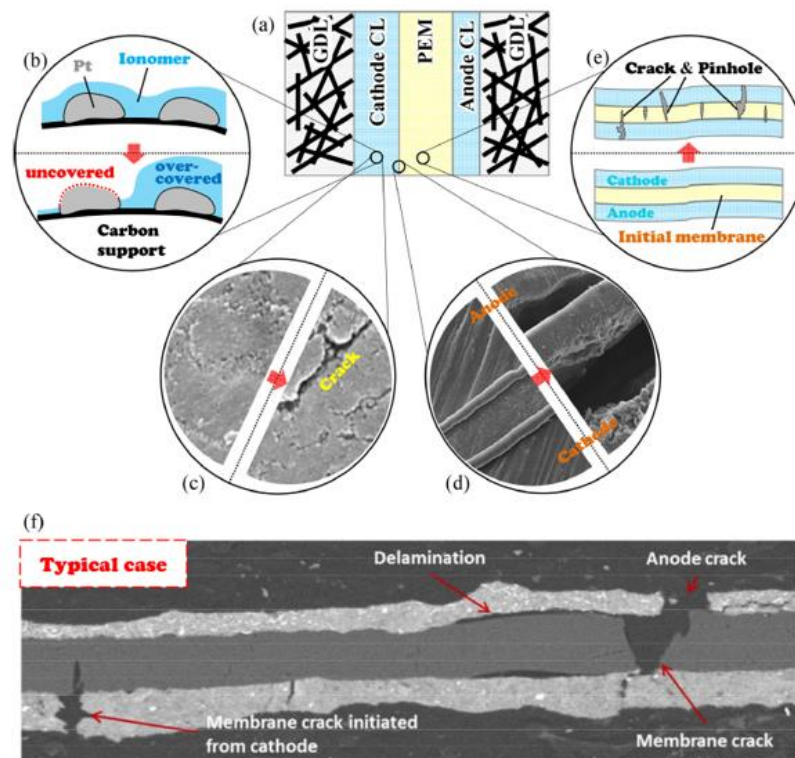 (a)
GDL
Cathode CL
PEM
Anode CL
GDL
(b)
Pt
Ionomer
uncovered
over-
covered
Carbon
support
(e)
Crack & Pinhole
Cathode
Anode
Initial membrane
Crack
(c)
Anode
Cathode
(d)
(f)
Typical case
Delamination
Anode crack
Membrane crack initiated
from cathode
Membrane crack